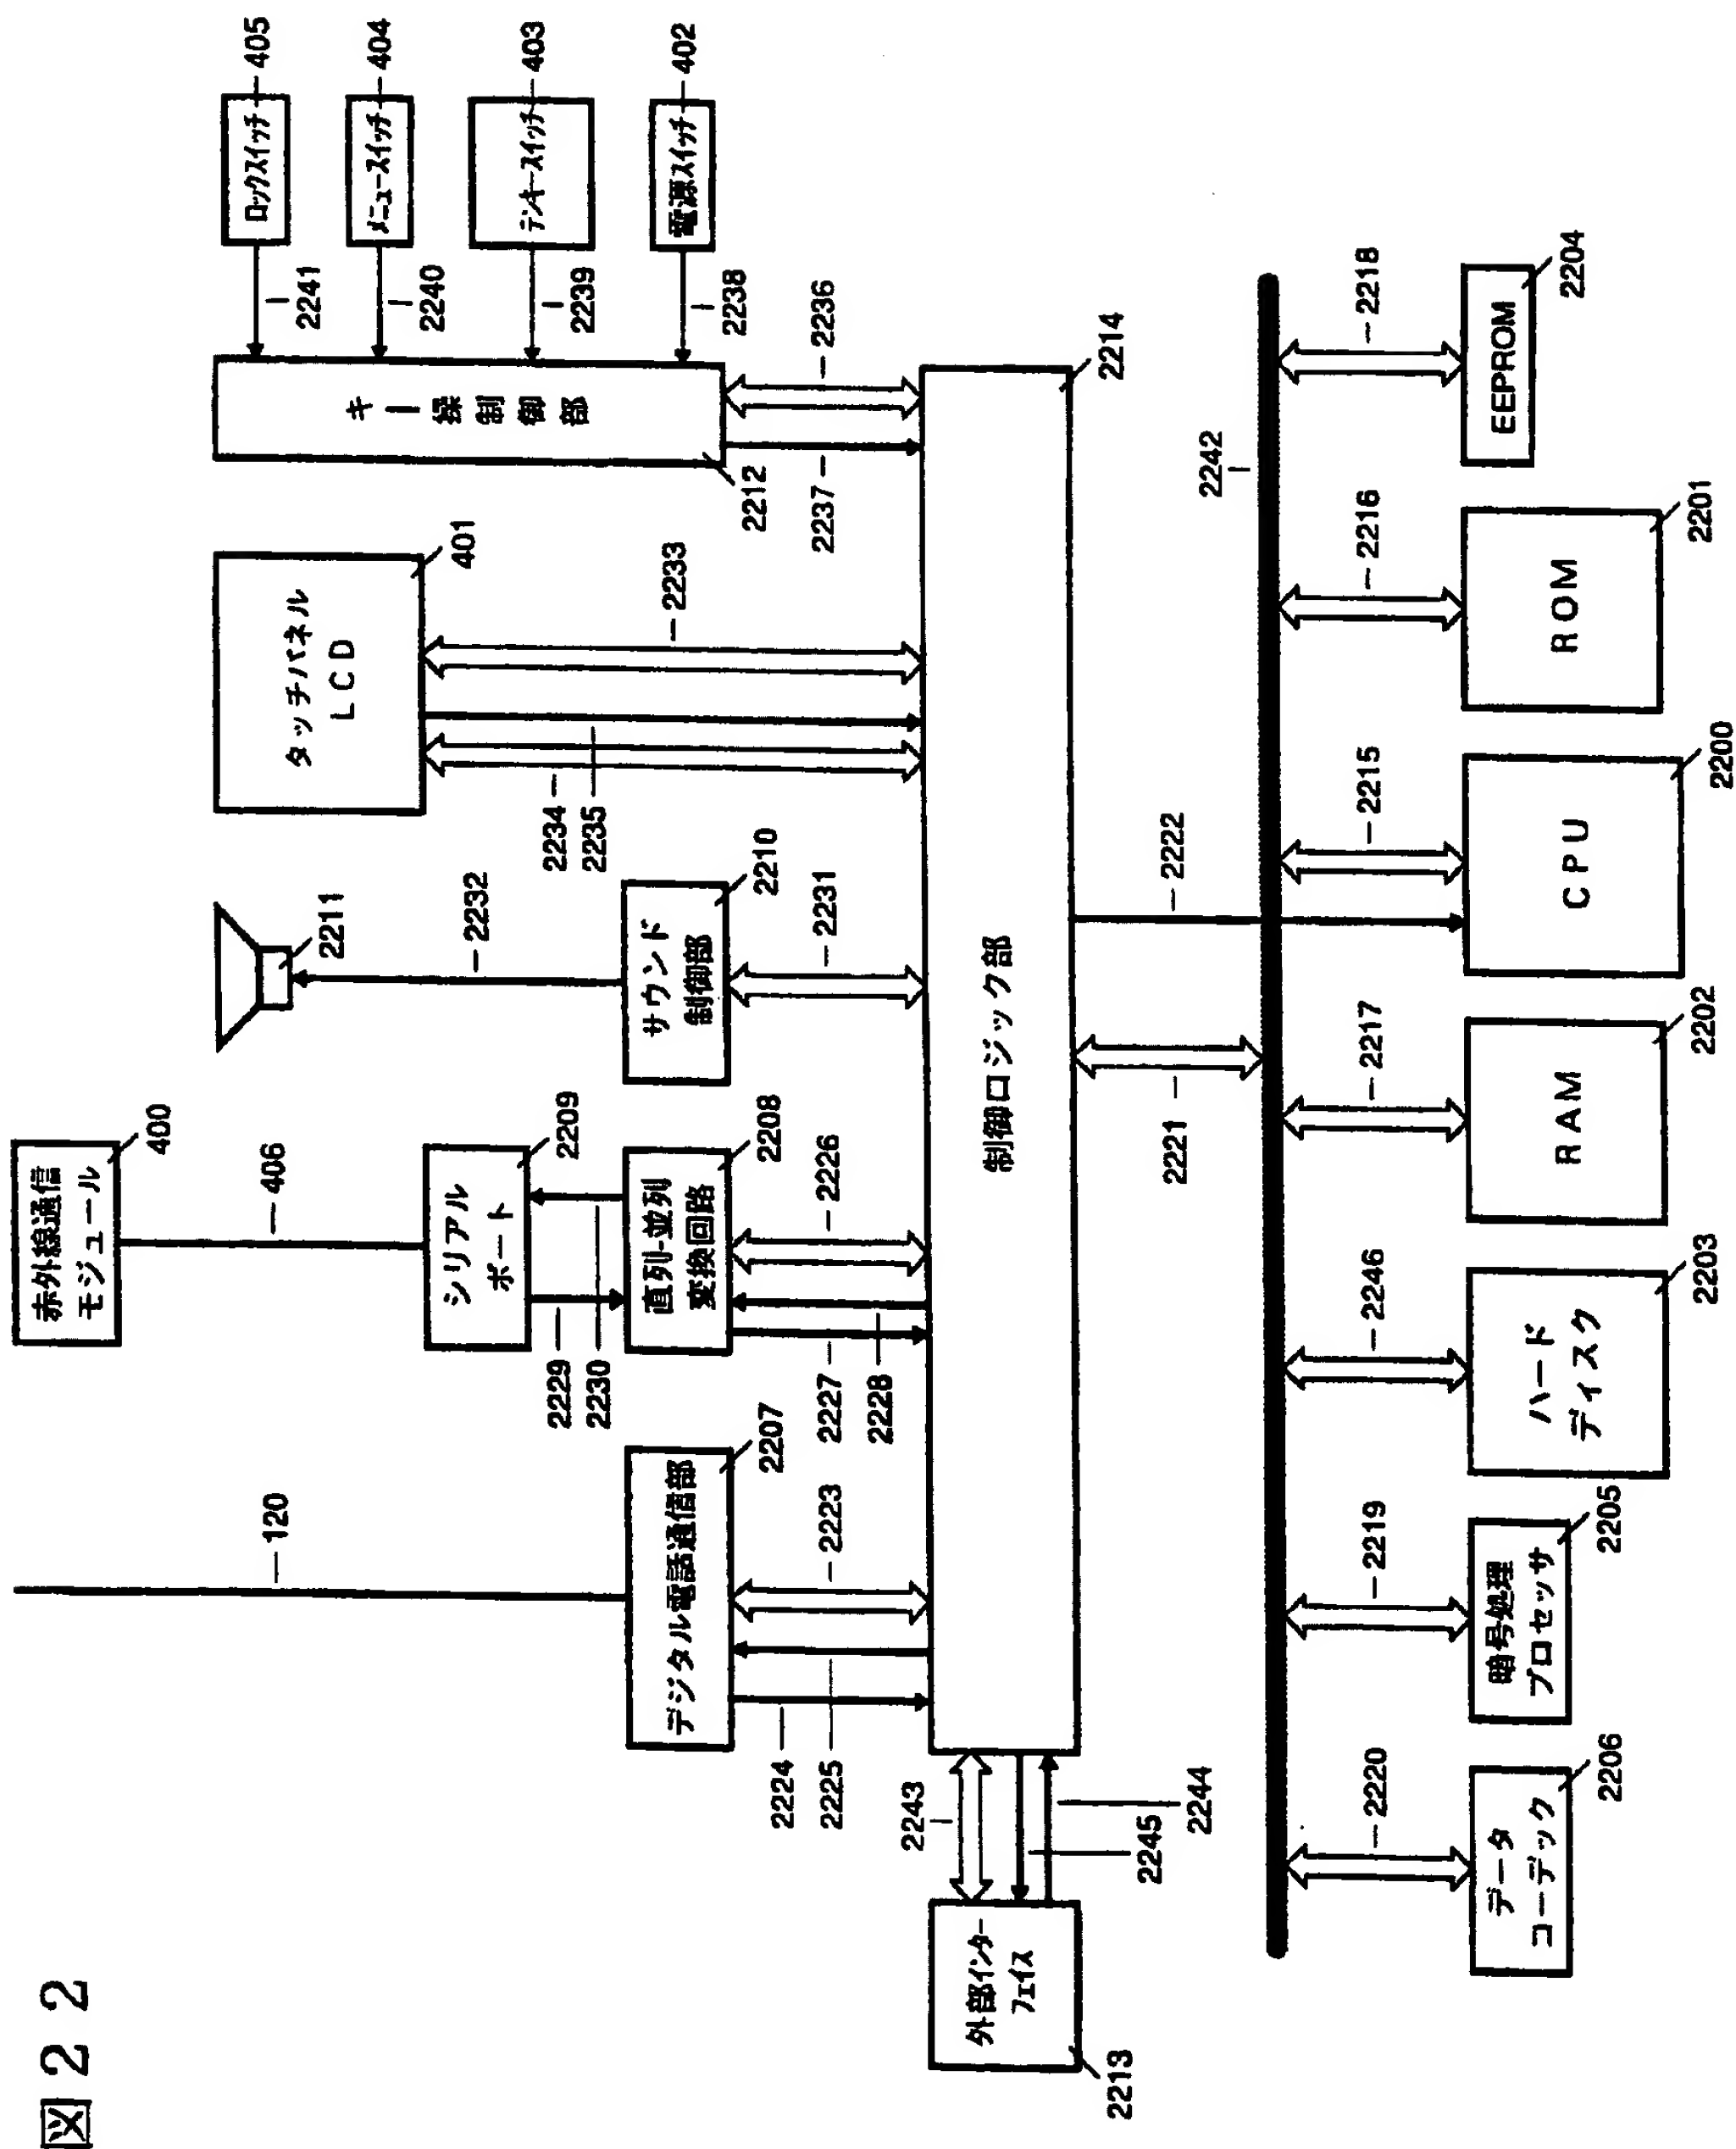 図22
赤外線通信
モジュール
400
406
120
シリアル
ポート
2209
2229
2230
直列-並列
変換回路
2208
2226
2227
2228
デジタル電話通信部
2207
2223
2224
2225
2211
2232
サウンド
制御部
2210
2231
タッチパネル
LCD
401
2233
2234
2235
キー操制御部
2212
2236
2237
ロックスイッチ
405
2241
メニュースイッチ
404
2240
テンキースイッチ
403
2239
電源スイッチ
402
2238
外部インター
フェイス
2213
2243
2245
2244
制御ロジック部
2214
2221
2222
2242
データ
コーデック
2206
2220
暗号処理
プロセッサ
2205
2219
ハード
ディスク
2203
2246
RAM
2202
2217
CPU
2200
2215
ROM
2201
2216
EEPROM
2204
2218